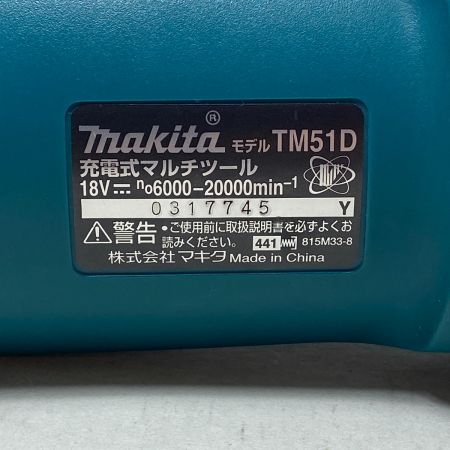 makita® モデル TM51D
充電式マルチツール
18V⎓ n₀6000-20000min⁻¹
0317745 Y
⚠警告 •ご使用前に取扱説明書を必ずよくお
読みください。 441 815M33-8
株式会社 マキタ Made in China